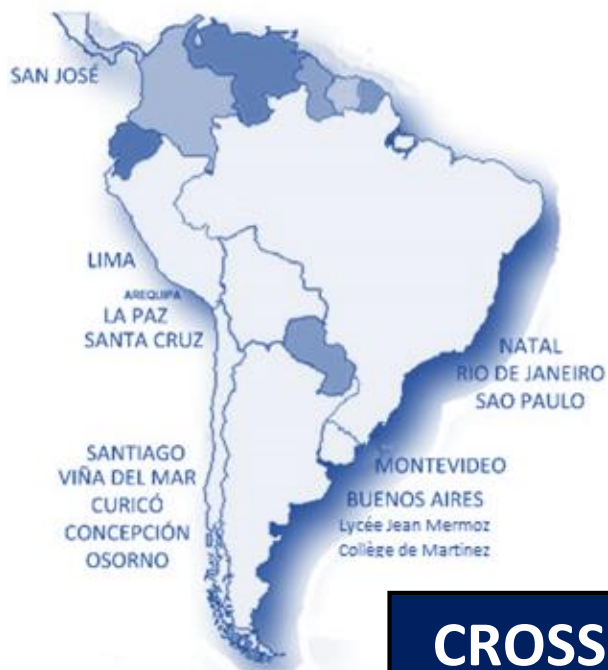 SAN JOSÉ
LIMA
AREQUIPA
LA PAZ
SANTA CRUZ
NATAL
RIO DE JANEIRO
SAO PAULO
SANTIAGO
VIÑA DEL MAR
CURICÓ
CONCEPCIÓN
OSORNO
MONTEVIDEO
BUENOS AIRES
Lycée Jean Mermoz
Collège de Martinez
CROSS